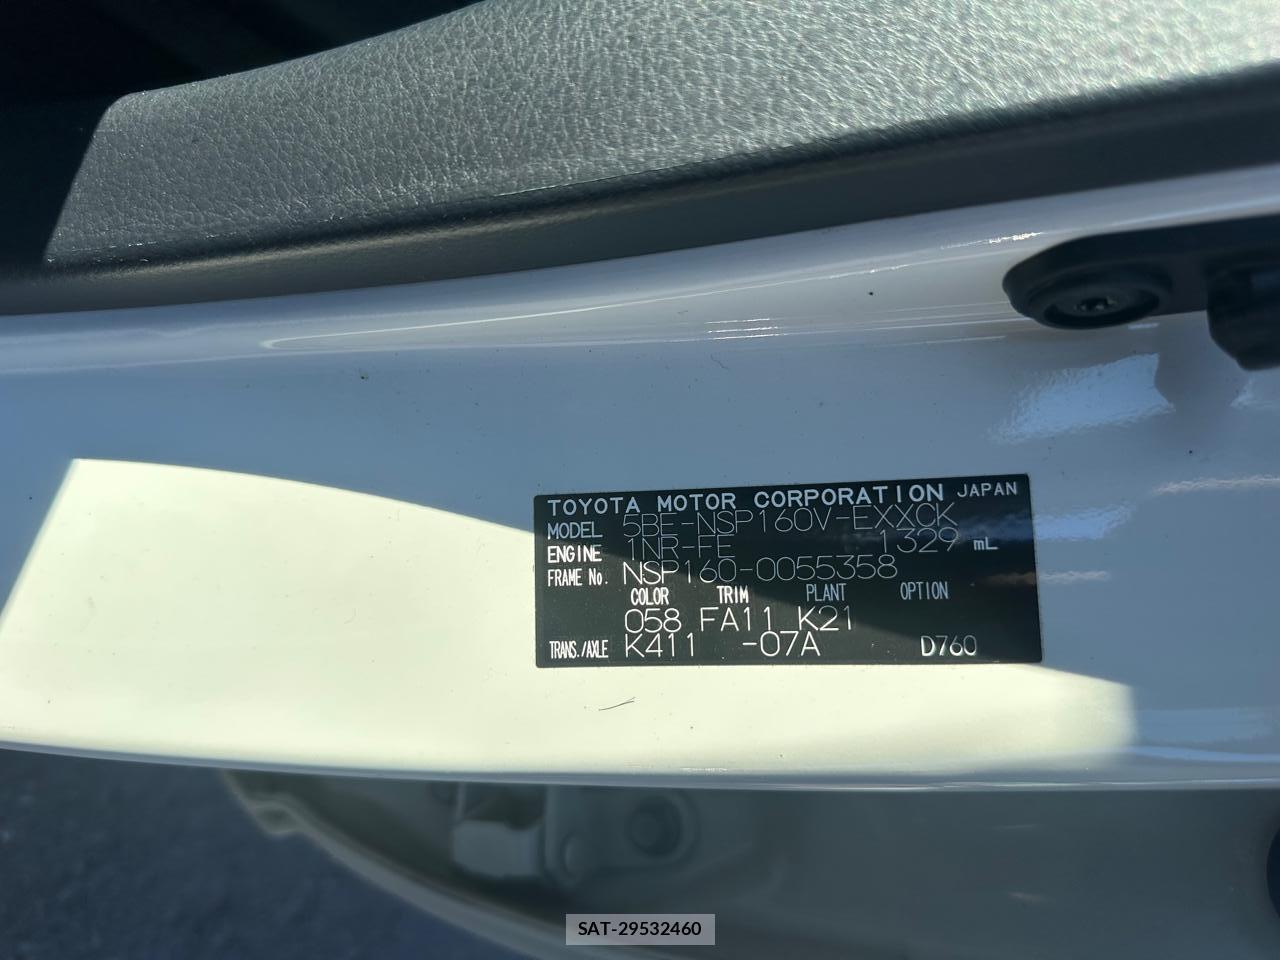 TOYOTA MOTOR CORPORATION JAPAN
MODEL 5BE-NSP160V-EXXCK
ENGINE 1NR-FE 1329 mL
FRAME No. NSP160-0055358
COLOR TRIM PLANT OPTION
058 FA11 K21
TRANS./AXLE K411 -07A D760
SAT-29532460